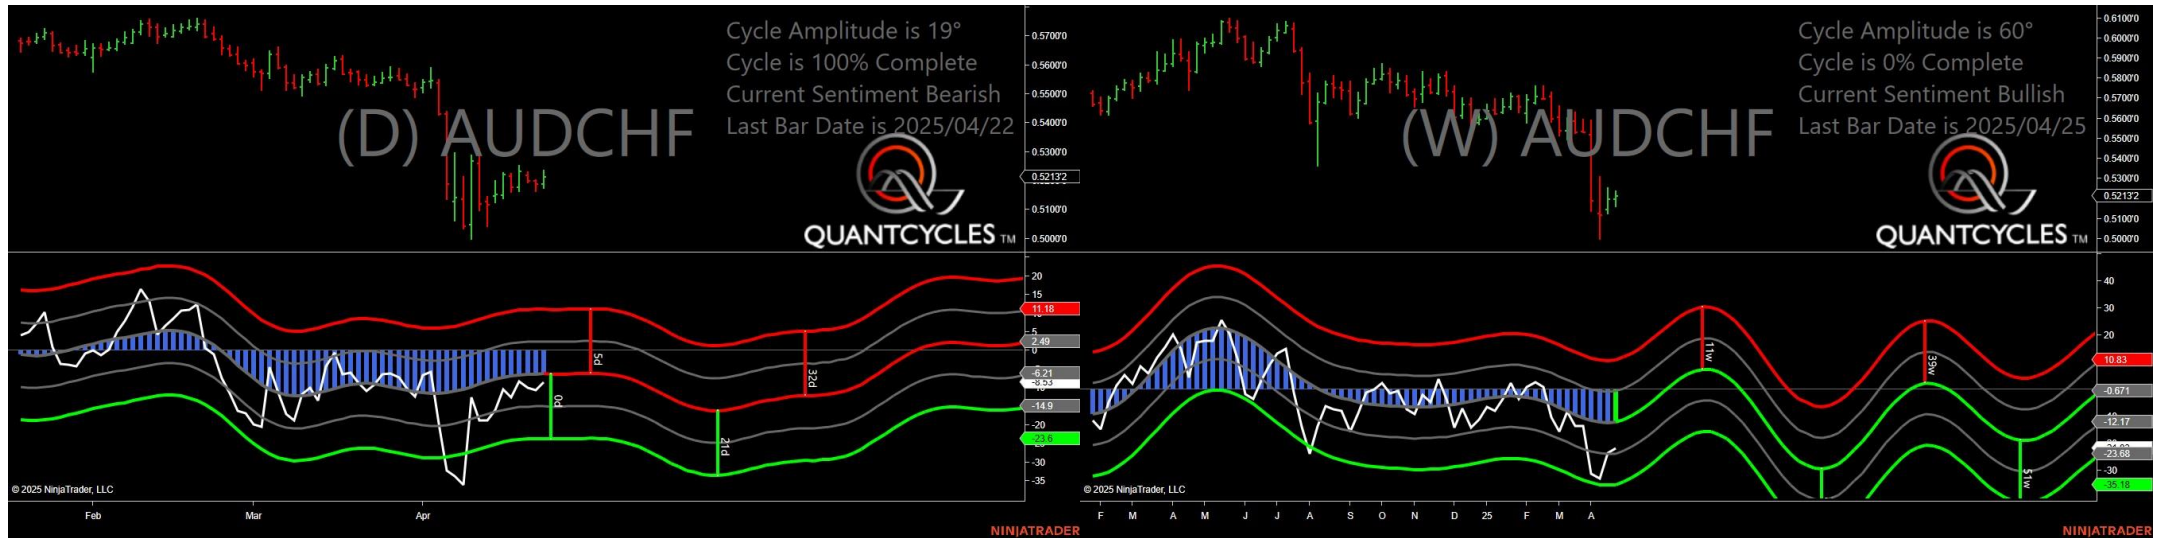 Cycle Amplitude is 19°
Cycle is 100% Complete
Current Sentiment Bearish
Last Bar Date is 2025/04/22
(D) AUDCHF
QUANTCYCLES TM
0.5700'0
0.5600'0
0.5500'0
0.5400'0
0.5300'0
0.5213'2
0.5100'0
0.5000'0
20
15
11.18
5
2.49
0
-6.21
-8.53
-14.9
-20
-23.6
-30
-35
0d
5d
21d
32d
© 2025 NinjaTrader, LLC
Feb Mar Apr
NINJATRADER
Cycle Amplitude is 60°
Cycle is 0% Complete
Current Sentiment Bullish
Last Bar Date is 2025/04/25
(W) AUDCHF
QUANTCYCLES TM
0.6100'0
0.6000'0
0.5900'0
0.5800'0
0.5700'0
0.5600'0
0.5500'0
0.5400'0
0.5300'0
0.5213'2
0.5100'0
0.5000'0
40
30
20
10.83
-0.671
-12.17
-23.68
-30
-35.18
11w
39w
51w
© 2025 NinjaTrader, LLC
F M A M J J A S O N D 25 F M A
NINJATRADER